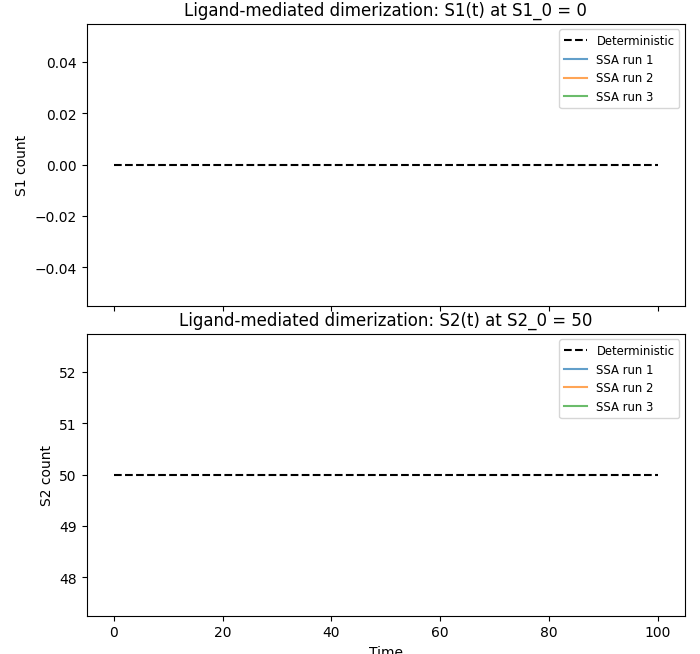 Ligand-mediated dimerization: S1(t) at S1_0 = 0
Deterministic
SSA run 1
SSA run 2
SSA run 3
0.04
0.02
0.00
−0.02
−0.04
S1 count
Ligand-mediated dimerization: S2(t) at S2_0 = 50
Deterministic
SSA run 1
SSA run 2
SSA run 3
52
51
50
49
48
S2 count
0 20 40 60 80 100
Time